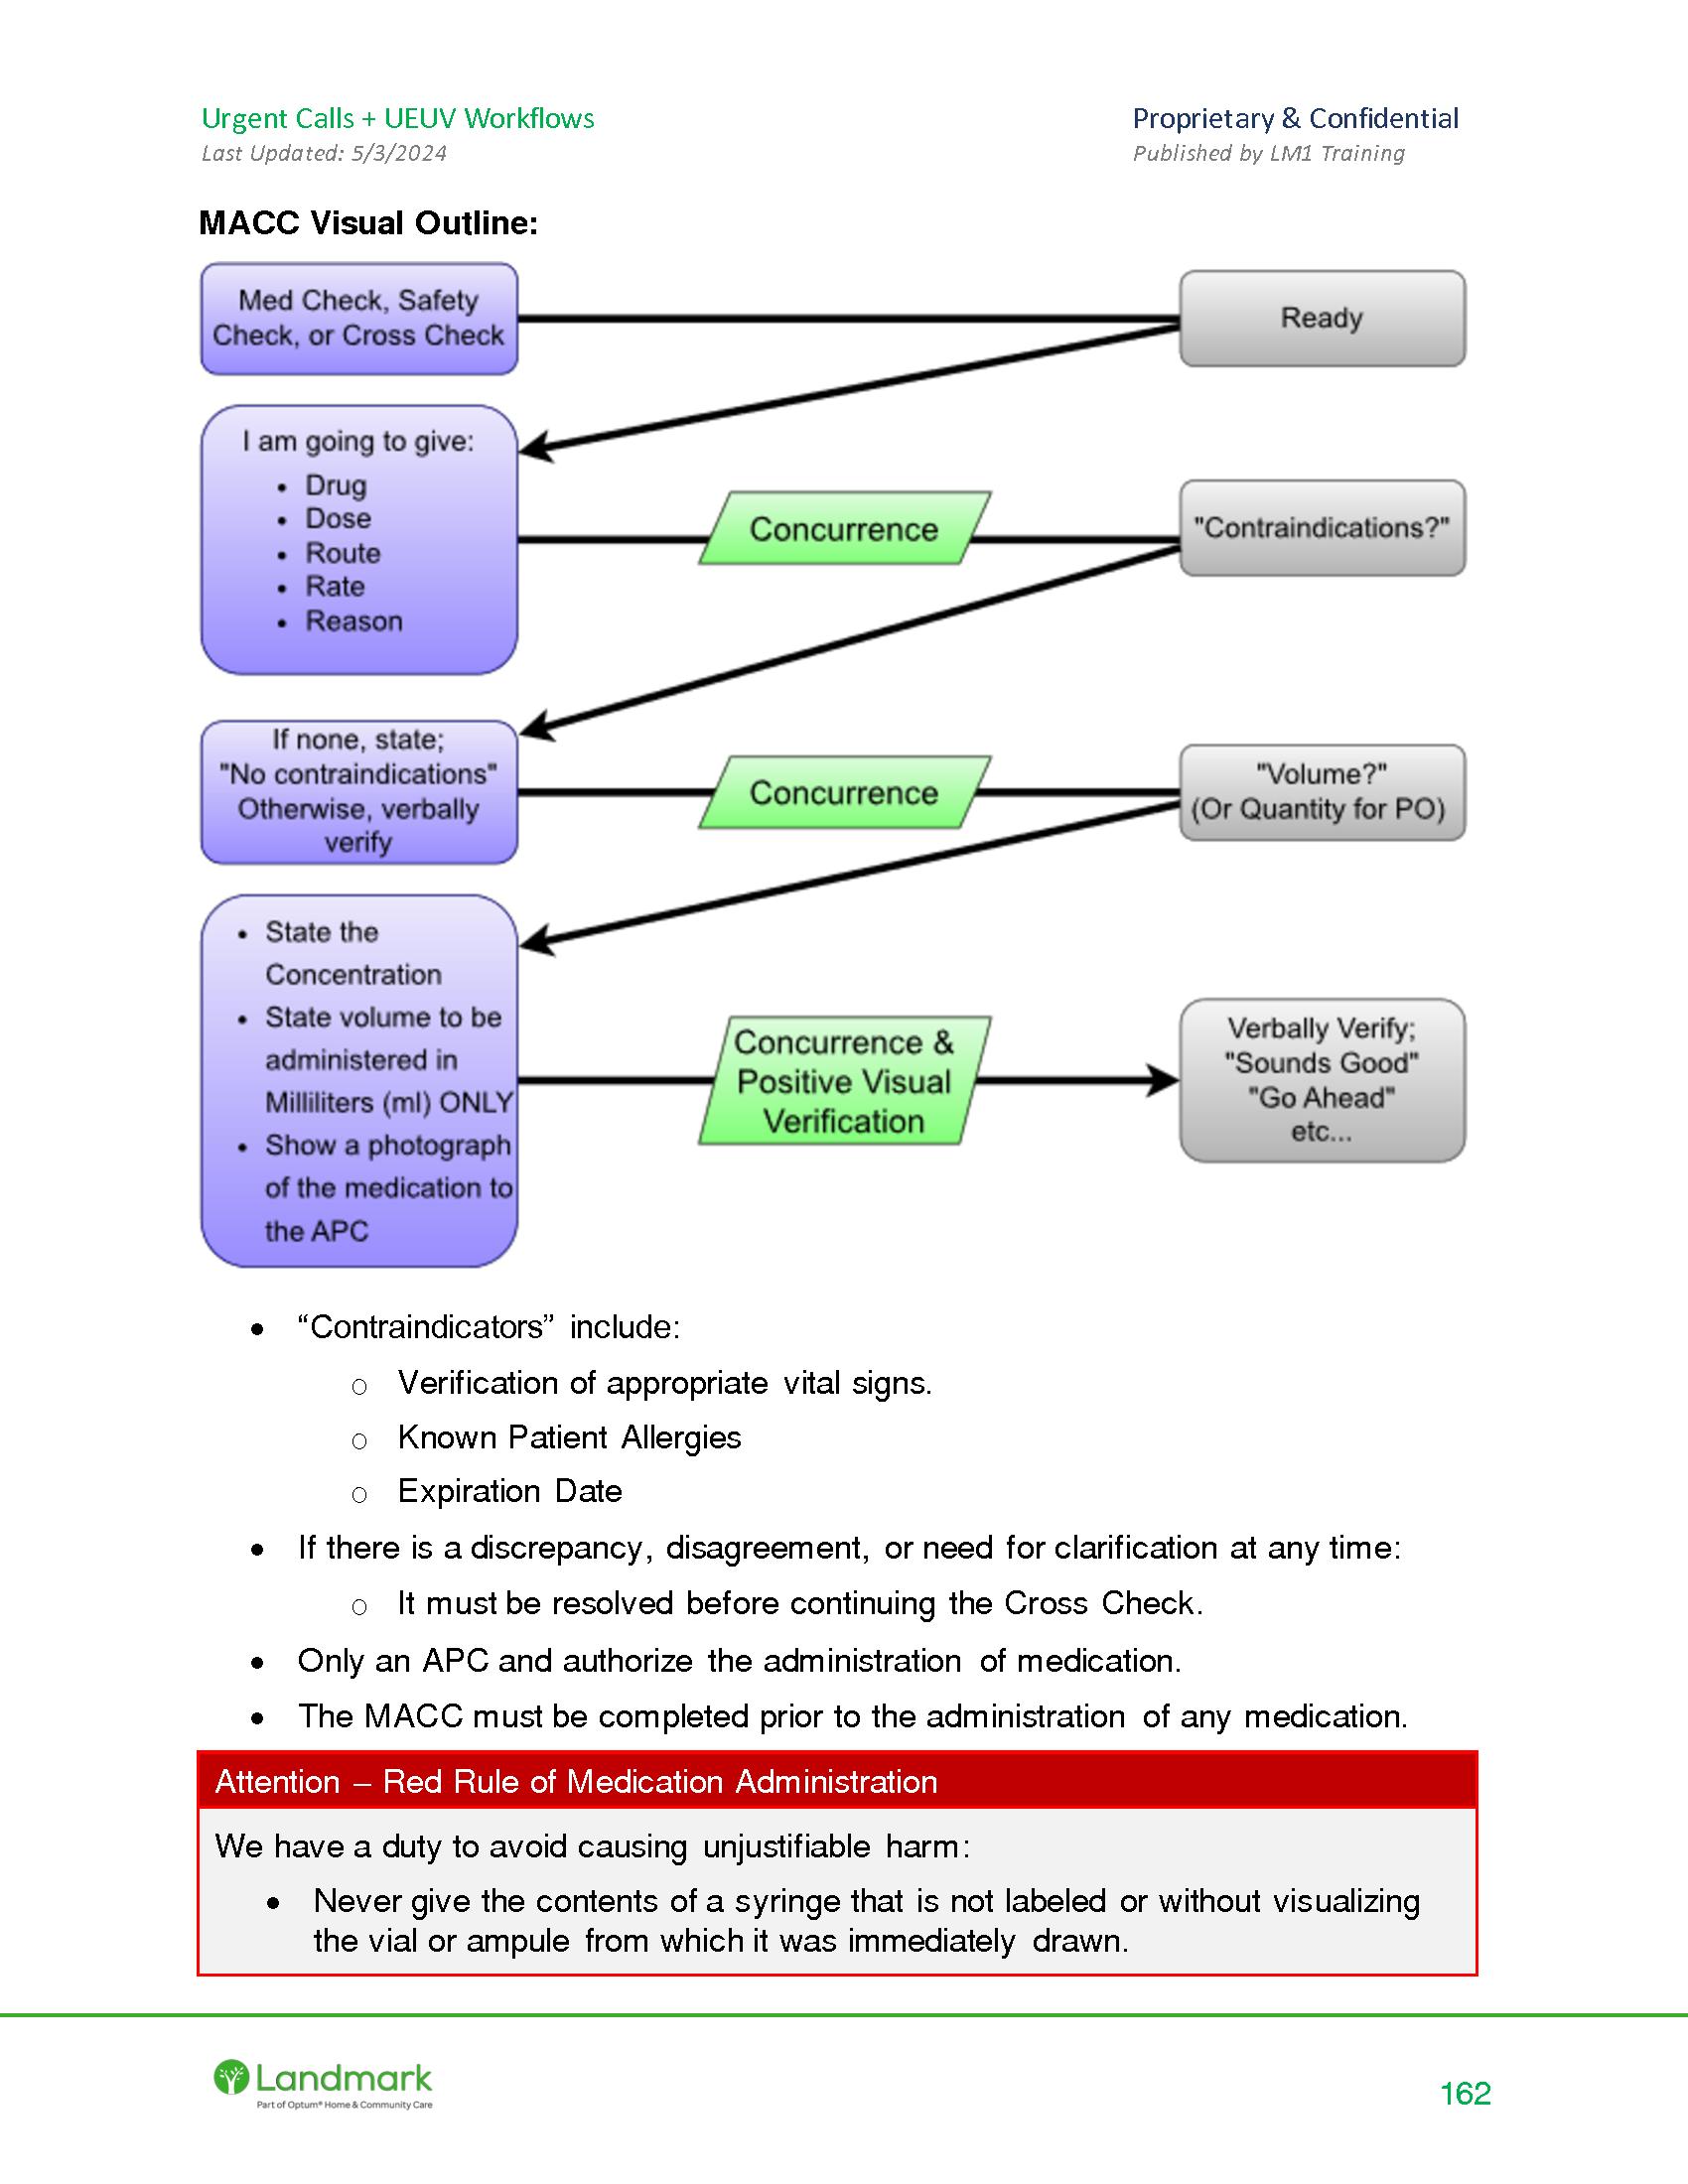 Urgent Calls + UEUV Workflows
Proprietary & Confidential
Last Updated: 5/3/2024
Published by LM1 Training
MACC Visual Outline:
Med Check, Safety
Check, or Cross Check
Ready
I am going to give:
• Drug
• Dose
• Route
• Rate
• Reason
Concurrence
"Contraindications?"
If none, state;
"No contraindications"
Otherwise, verbally
verify
Concurrence
"Volume?"
(Or Quantity for PO)
• State the
Concentration
• State volume to be
administered in
Milliliters (ml) ONLY
• Show a photograph
of the medication to
the APC
Concurrence &
Positive Visual
Verification
Verbally Verify;
"Sounds Good"
"Go Ahead"
etc...
• “Contraindicators” include:
o Verification of appropriate vital signs.
o Known Patient Allergies
o Expiration Date
• If there is a discrepancy, disagreement, or need for clarification at any time:
o It must be resolved before continuing the Cross Check.
• Only an APC and authorize the administration of medication.
• The MACC must be completed prior to the administration of any medication.
Attention – Red Rule of Medication Administration
We have a duty to avoid causing unjustifiable harm:
• Never give the contents of a syringe that is not labeled or without visualizing
the vial or ampule from which it was immediately drawn.
Landmark
Part of Optum® Home & Community Care
162